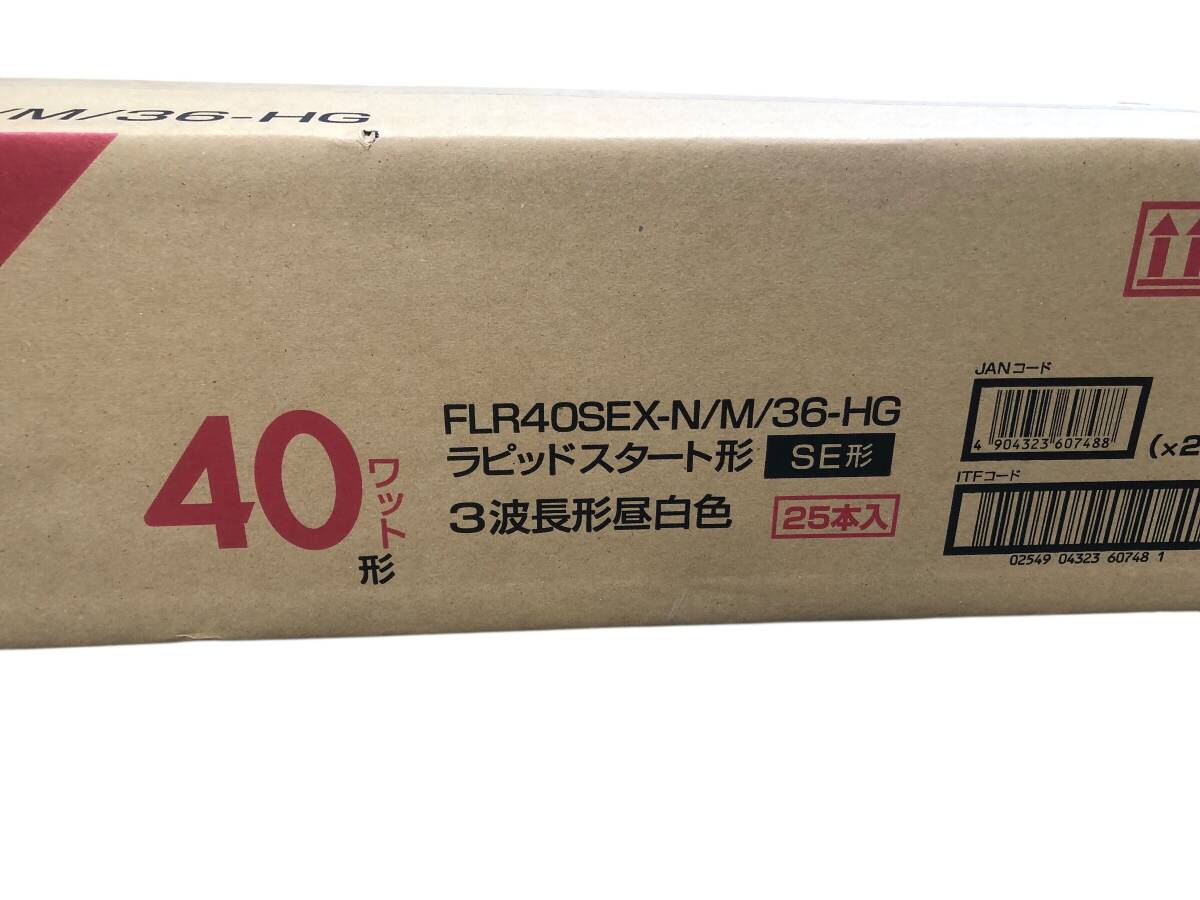 /M/36-HG
40ワット形
FLR40SEX-N/M/36-HG
ラピッドスタート形 SE形
3波長形昼白色 25本入
JANコード
4 904323 607488
(×2
ITFコード
02549 04323 60748 1